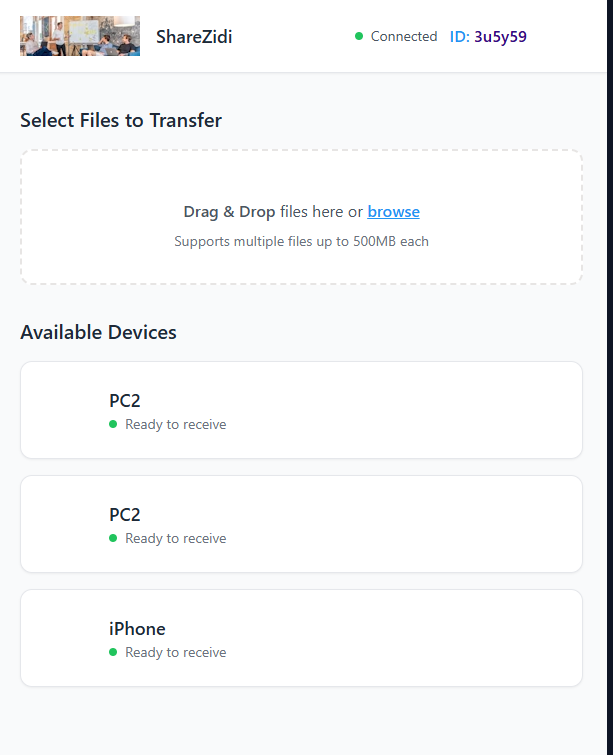 ShareZidi
Connected ID: 3u5y59
Select Files to Transfer
Drag & Drop files here or browse
Supports multiple files up to 500MB each
Available Devices
PC2
Ready to receive
PC2
Ready to receive
iPhone
Ready to receive